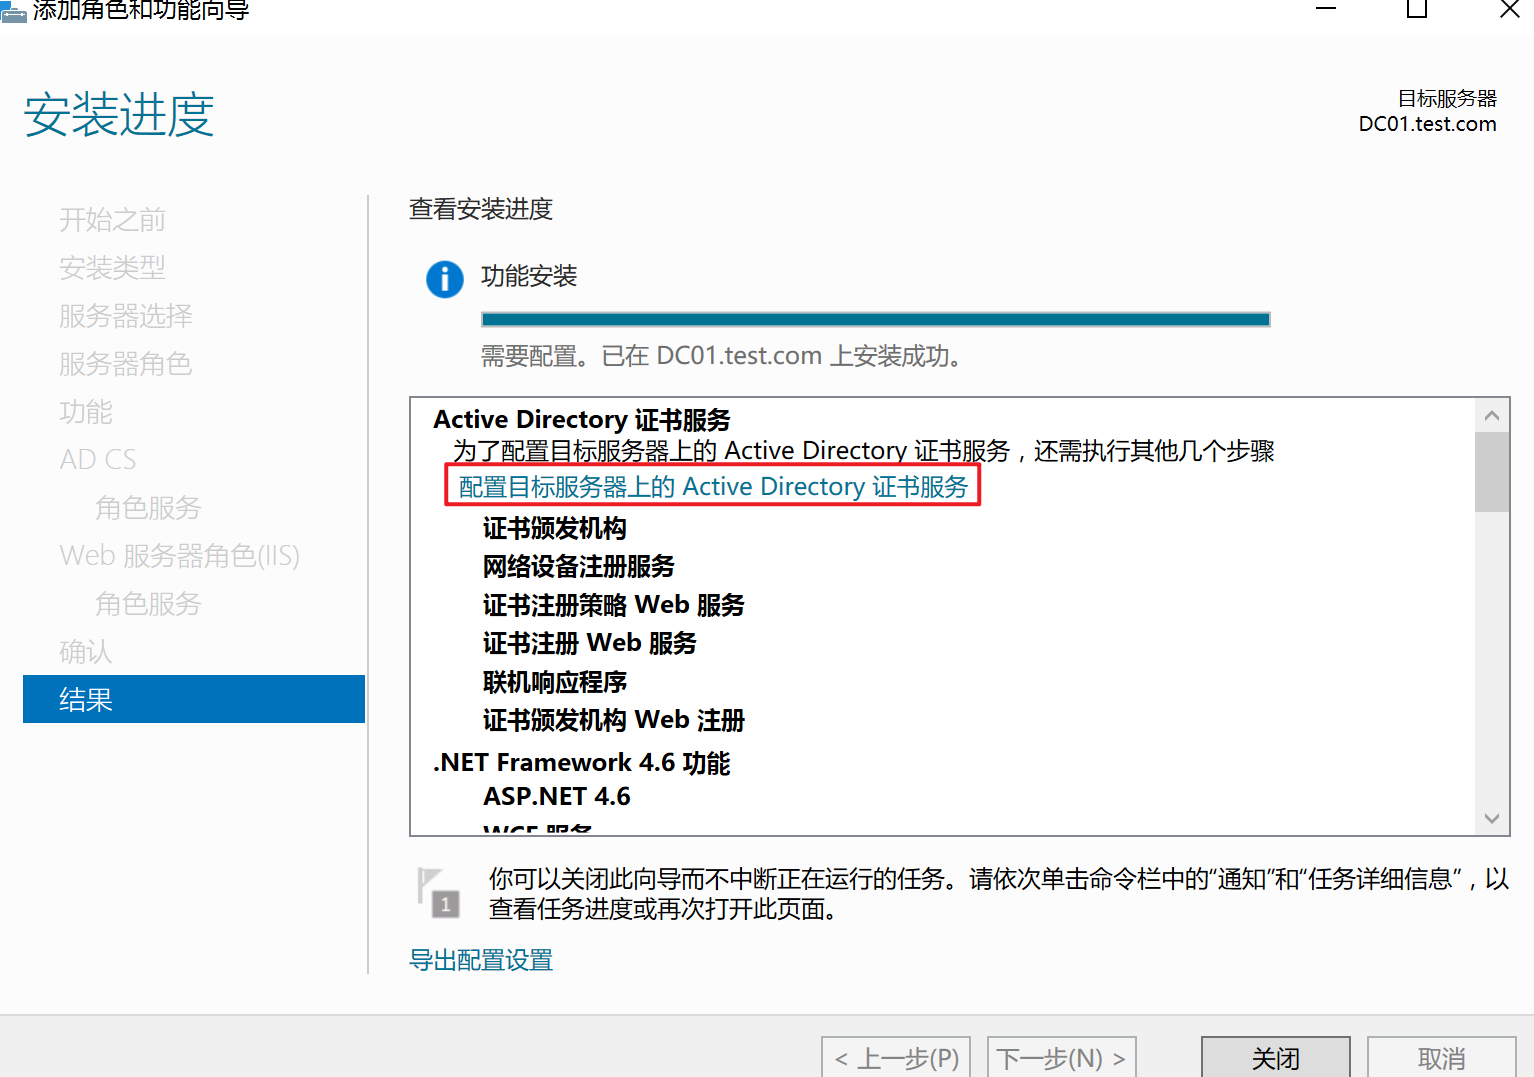 添加角色和功能向导
安装进度
目标服务器
DC01.test.com
开始之前
安装类型
服务器选择
服务器角色
功能
AD CS
角色服务
Web 服务器角色(IIS)
角色服务
确认
结果
查看安装进度
功能安装
需要配置。已在 DC01.test.com 上安装成功。
Active Directory 证书服务
为了配置目标服务器上的 Active Directory 证书服务，还需执行其他几个步骤
配置目标服务器上的 Active Directory 证书服务
证书颁发机构
网络设备注册服务
证书注册策略 Web 服务
证书注册 Web 服务
联机响应程序
证书颁发机构 Web 注册
.NET Framework 4.6 功能
ASP.NET 4.6
WCF 服务
1
你可以关闭此向导而不中断正在运行的任务。请依次单击命令栏中的“通知”和“任务详细信息”，以
查看任务进度或再次打开此页面。
导出配置设置
< 上一步(P)
下一步(N) >
关闭
取消